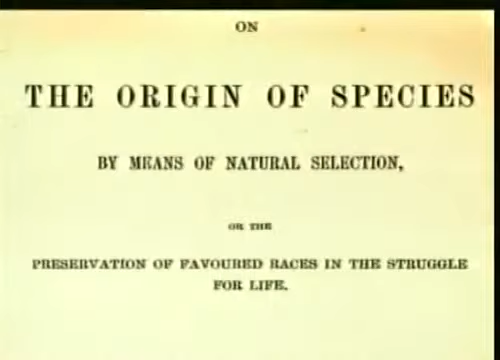 ON
THE ORIGIN OF SPECIES
BY MEANS OF NATURAL SELECTION,
OR THE
PRESERVATION OF FAVOURED RACES IN THE STRUGGLE
FOR LIFE.